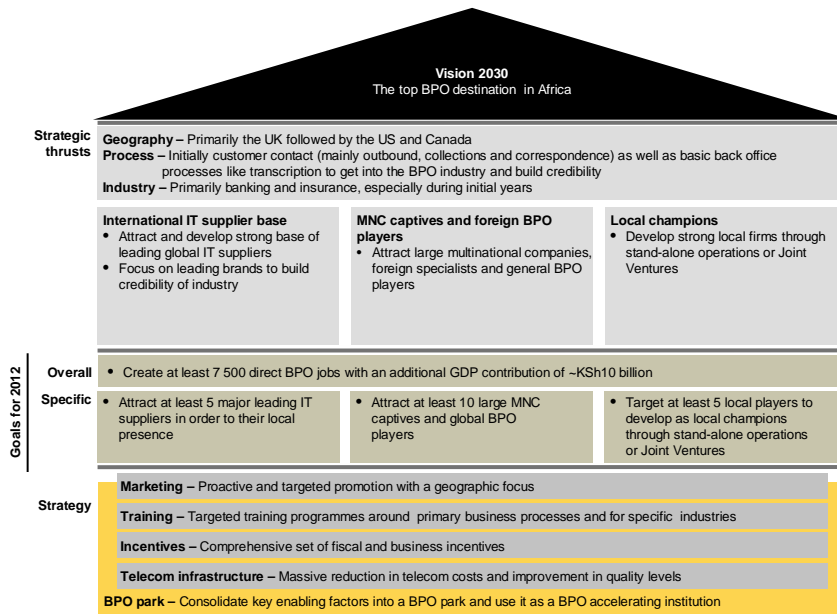 Vision 2030
The top BPO destination in Africa
Strategic
thrusts
Geography – Primarily the UK followed by the US and Canada
Process – Initially customer contact (mainly outbound, collections and correspondence) as well as basic back office
processes like transcription to get into the BPO industry and build credibility
Industry – Primarily banking and insurance, especially during initial years
International IT supplier base
• Attract and develop strong base of
leading global IT suppliers
• Focus on leading brands to build
credibility of industry
MNC captives and foreign BPO
players
• Attract large multinational companies,
foreign specialists and general BPO
players
Local champions
• Develop strong local firms through
stand-alone operations or Joint
Ventures
Goals for 2012
Overall
• Create at least 7 500 direct BPO jobs with an additional GDP contribution of ~KSh10 billion
Specific
• Attract at least 5 major leading IT
suppliers in order to their local
presence
• Attract at least 10 large MNC
captives and global BPO
players
• Target at least 5 local players to
develop as local champions
through stand-alone operations
or Joint Ventures
Strategy
Marketing – Proactive and targeted promotion with a geographic focus
Training – Targeted training programmes around primary business processes and for specific industries
Incentives – Comprehensive set of fiscal and business incentives
Telecom infrastructure – Massive reduction in telecom costs and improvement in quality levels
BPO park – Consolidate key enabling factors into a BPO park and use it as a BPO accelerating institution